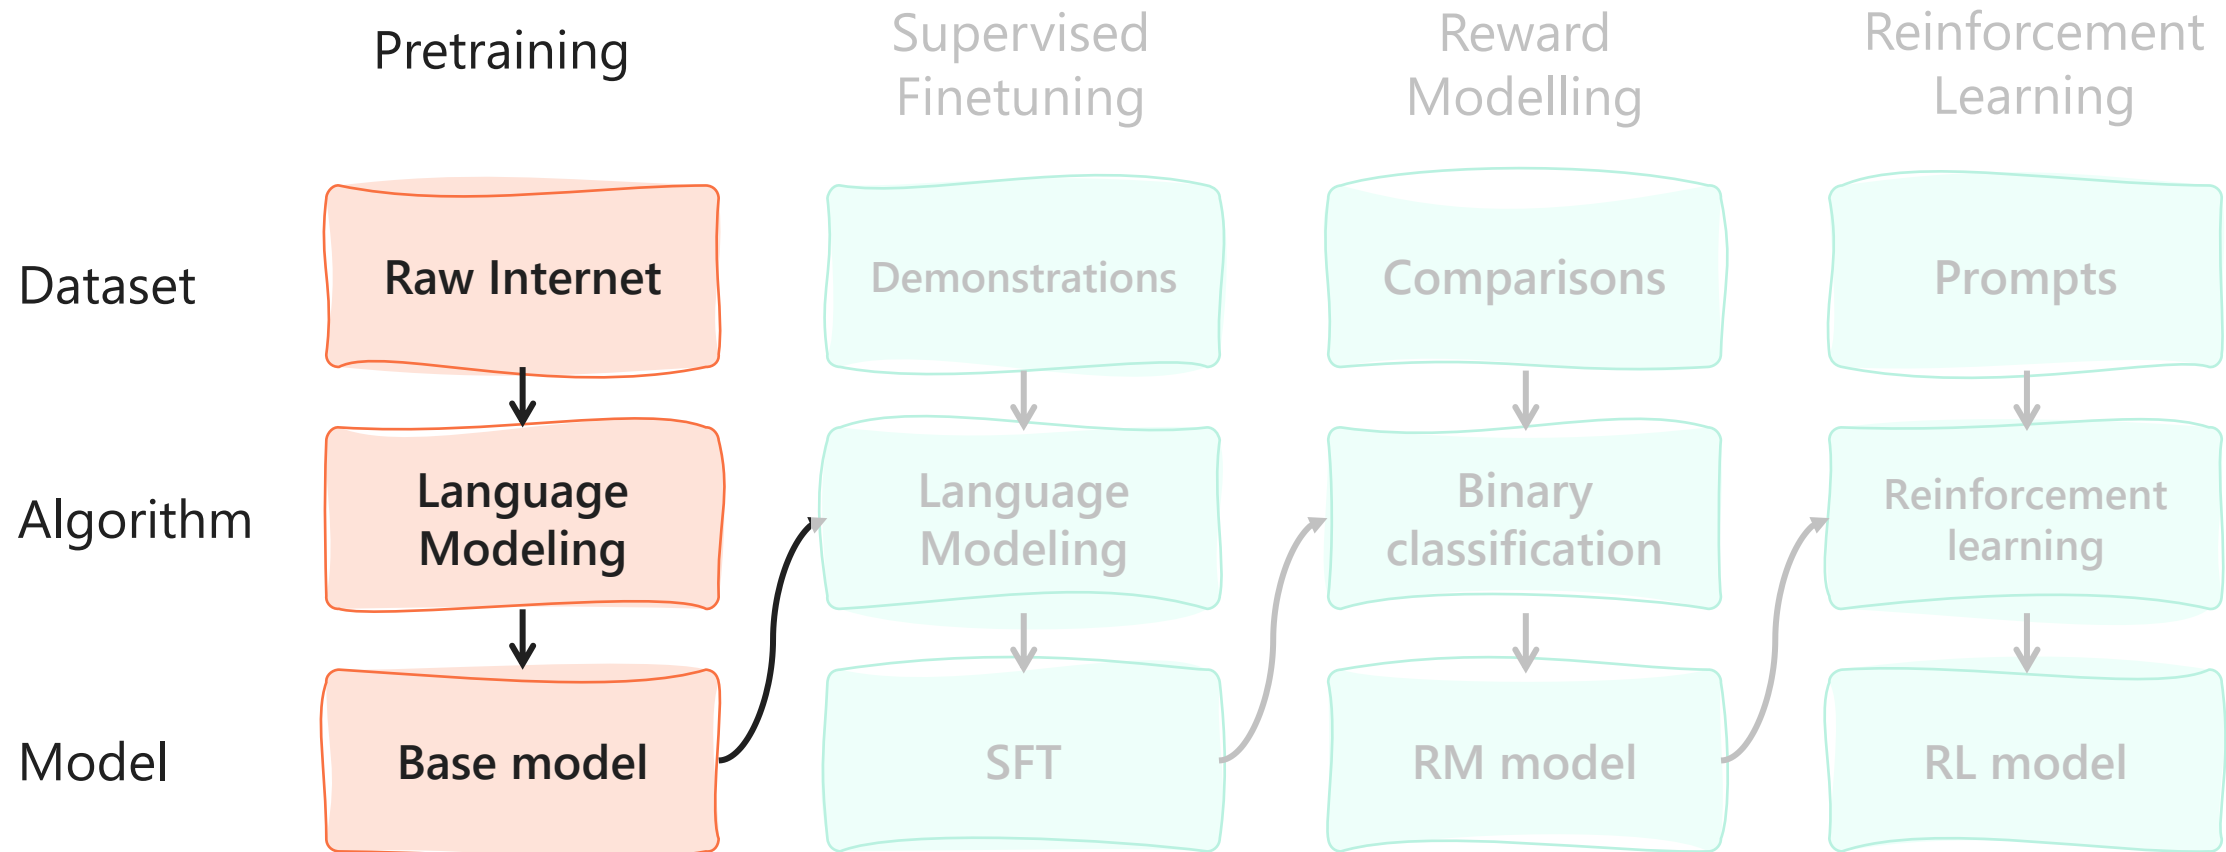 Pretraining
Supervised
Finetuning
Reward
Modelling
Reinforcement
Learning
Dataset
Raw Internet
Demonstrations
Comparisons
Prompts
Algorithm
Language
Modeling
Language
Modeling
Binary
classification
Reinforcement
learning
Model
Base model
SFT
RM model
RL model